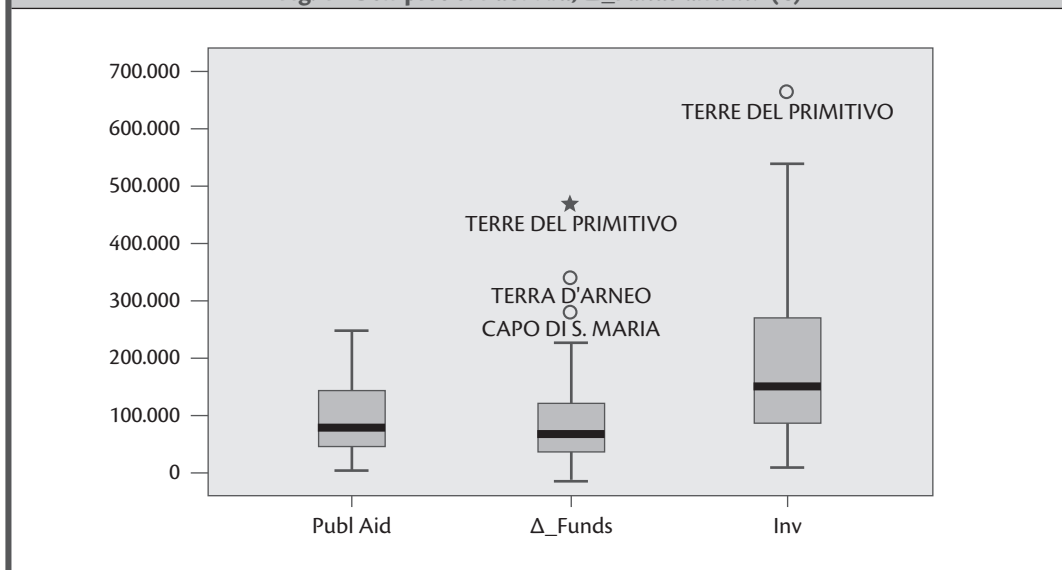 700.000
600.000
500.000
400.000
300.000
200.000
100.000
0
TERRE DEL PRIMITIVO
TERRE DEL PRIMITIVO
TERRA D'ARNEO
CAPO DI S. MARIA
Publ Aid
Δ_Funds
Inv